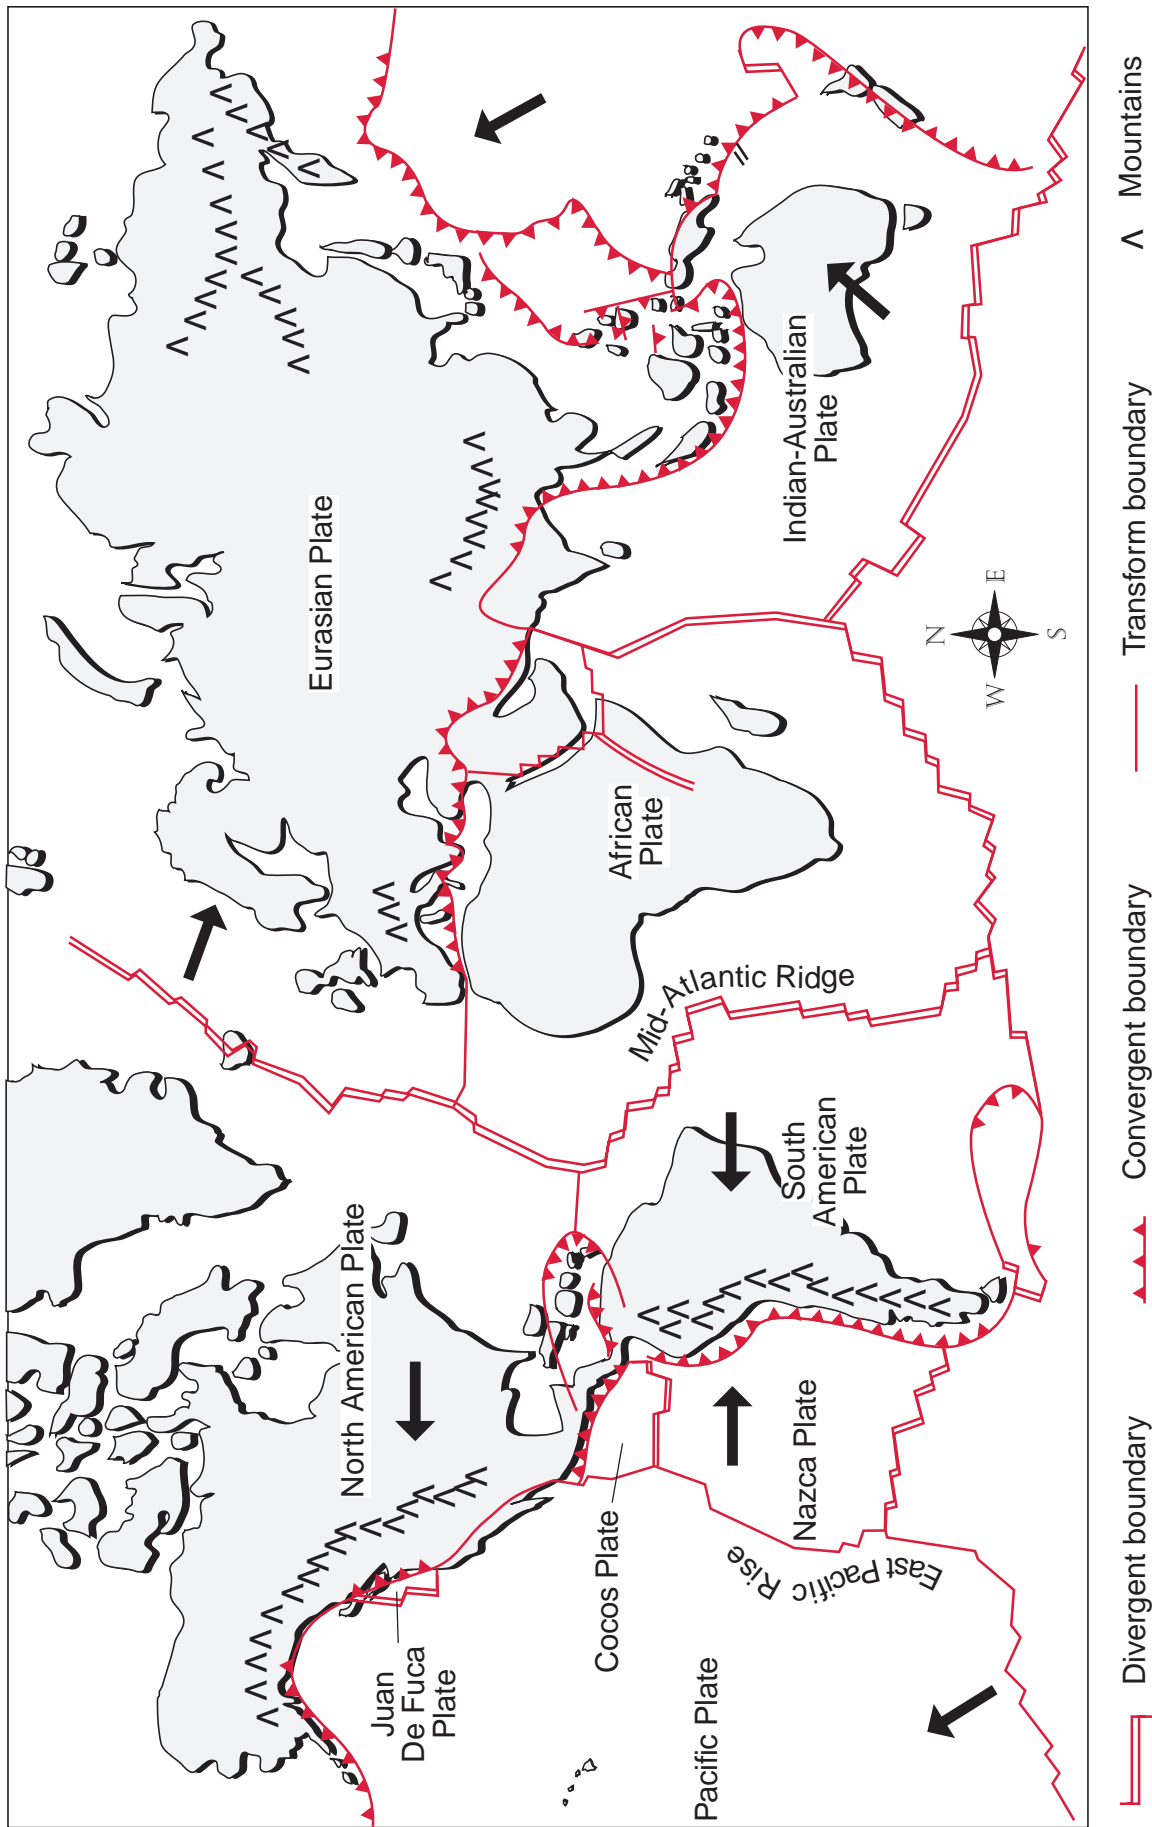 Eurasian Plate
North American Plate
Juan
De Fuca
Plate
Cocos Plate
Pacific Plate
East Pacific Rise
Nazca Plate
South
American
Plate
Mid-Atlantic Ridge
African
Plate
Indian-Australian
Plate
N
W
E
S
Divergent boundary
Convergent boundary
Transform boundary
Mountains